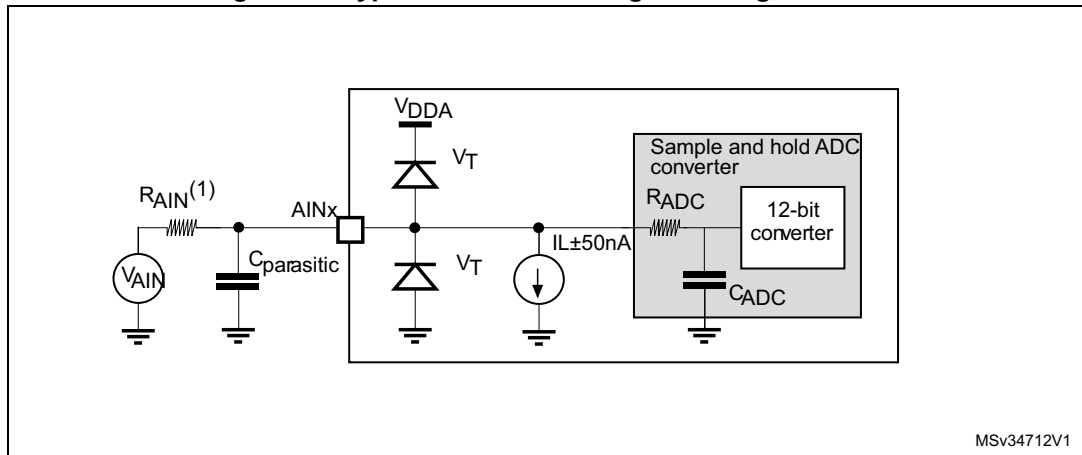 VDDA
VT
Sample and hold ADC
converter
RAIN(1)
AINx
RADC
12-bit
converter
IL±50nA
VAIN
Cparasitic
VT
CADC
MSv34712V1